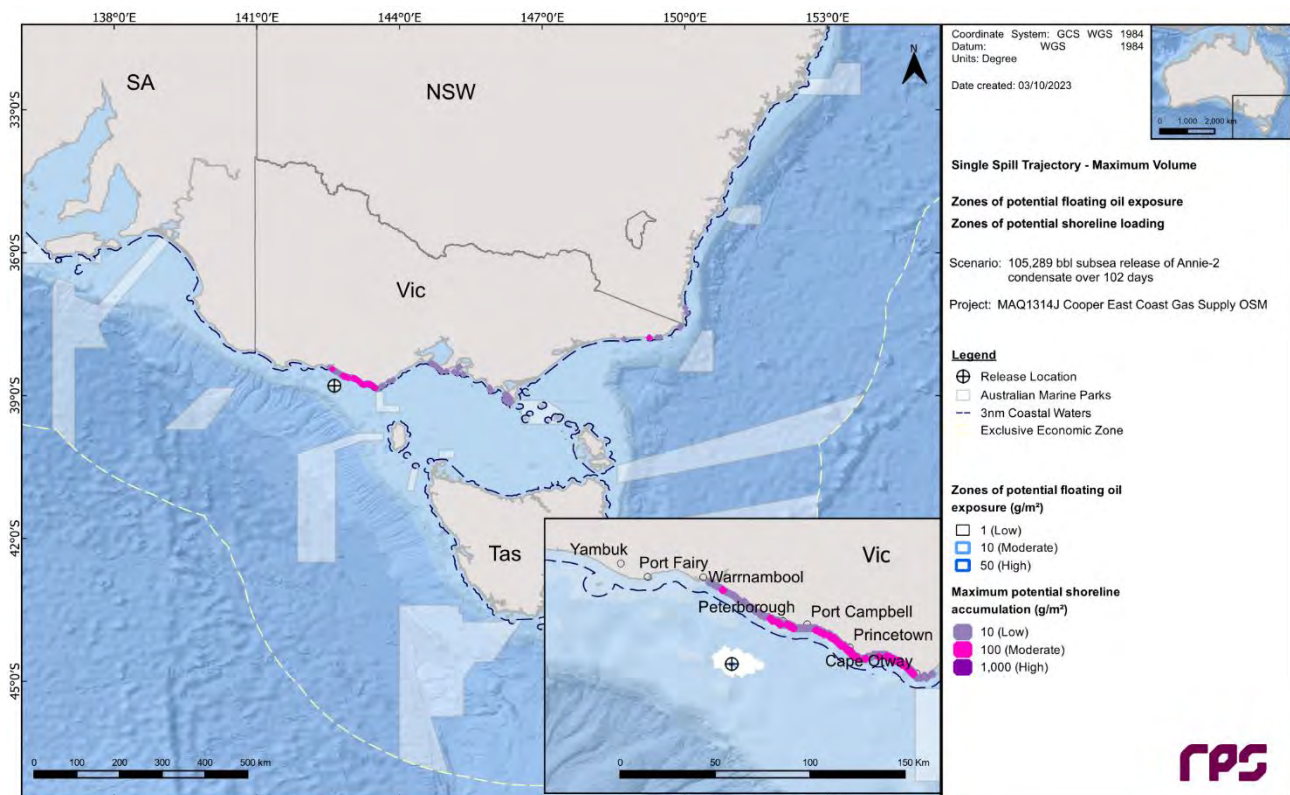 138°0'E
141°0'E
144°0'E
147°0'E
150°0'E
153°0'E
33°0'S
36°0'S
39°0'S
42°0'S
45°0'S
SA
NSW
Vic
Tas
N
0 100 200 300 400 500 km
Yambuk
Port Fairy
Warrnambool
Vic
Peterborough
Port Campbell
Princetown
Cape Otway
0 50 100 150 Km
Coordinate System: GCS WGS 1984
Datum: WGS 1984
Units: Degree
Date created: 03/10/2023
0 1,000 2,000 km
Single Spill Trajectory - Maximum Volume
Zones of potential floating oil exposure
Zones of potential shoreline loading
Scenario: 105,289 bbl subsea release of Annie-2
condensate over 102 days
Project: MAQ1314J Cooper East Coast Gas Supply OSM
Legend
Release Location
Australian Marine Parks
3nm Coastal Waters
Exclusive Economic Zone
Zones of potential floating oil
exposure (g/m²)
1 (Low)
10 (Moderate)
50 (High)
Maximum potential shoreline
accumulation (g/m²)
10 (Low)
100 (Moderate)
1,000 (High)
rps